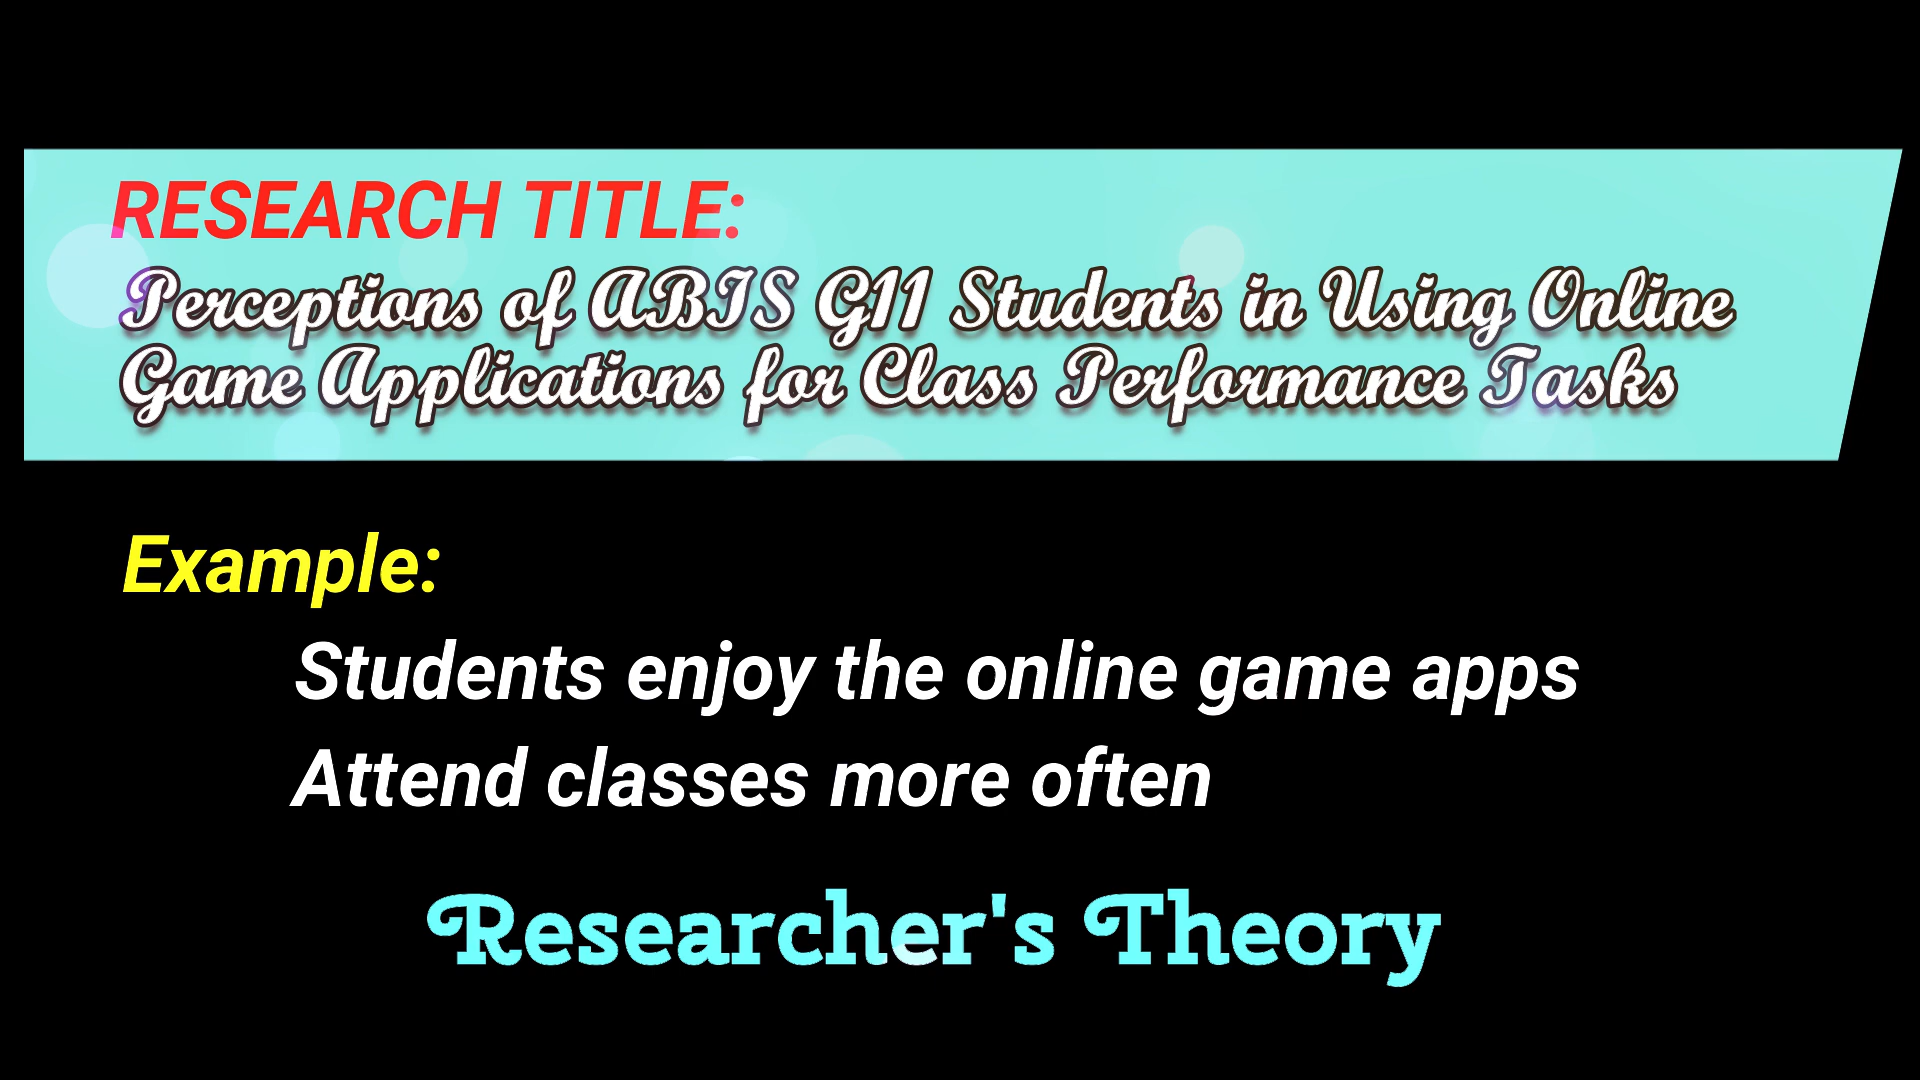 RESEARCH TITLE:
Perceptions of ABIS G11 Students in Using Online
Game Applications for Class Performance Tasks
Example:
Students enjoy the online game apps
Attend classes more often
Researcher's Theory